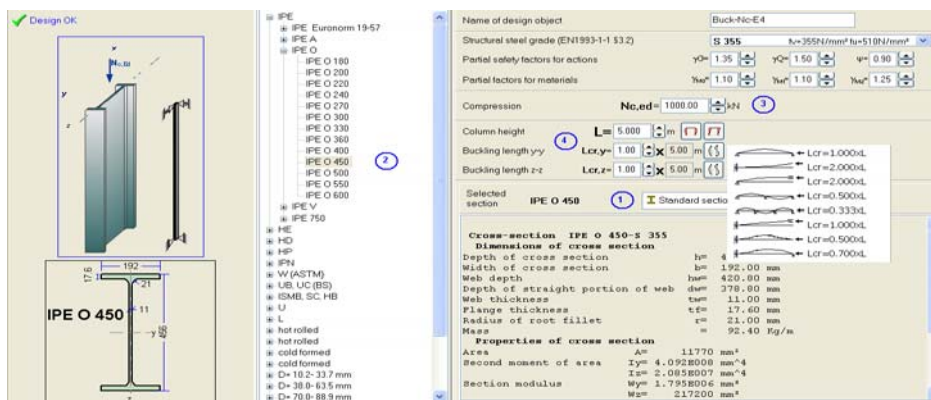 Design OK
x
Nc,Ed
y
z
192
17.6
21
11
IPE O 450
y
456
z
IPE
IPE Euronorm 19-57
IPE A
IPE O
IPE O 180
IPE O 200
IPE O 220
IPE O 240
IPE O 270
IPE O 300
IPE O 330
IPE O 360
IPE O 400
IPE O 450
2
IPE O 500
IPE O 550
IPE O 600
IPE V
IPE 750
HE
HD
HP
IPN
W (ASTM)
UB, UC (BS)
ISMB, SC, HB
U
L
hot rolled
hot rolled
cold formed
cold formed
D= 10.2- 33.7 mm
D= 38.0- 63.5 mm
D= 70.0- 88.9 mm
Name of design object Buck-Nc-E4
Structural steel grade (EN1993-1-1 §3.2) S 355 fy=355N/mm² fu=510N/mm²
Partial safety factors for actions γG= 1.35 γQ= 1.50 ψ= 0.90
Partial factors for materials γM0= 1.10 γM1= 1.10 γM2= 1.25
Compression Nc,ed= 1000.00 kN 3
Column height L= 5.000 m
4
Buckling length y-y Lcr,y= 1.00 x 5.00 m
Buckling length z-z Lcr,z= 1.00 x 5.00 m
Lcr=1.000xL
Lcr=2.000xL
Lcr=2.000xL
Lcr=0.500xL
Lcr=0.333xL
Lcr=1.000xL
Lcr=0.500xL
Lcr=0.700xL
Selected section IPE O 450 1 Standard sectio
Cross-section IPE O 450-S 355
Dimensions of cross section
Depth of cross section h= 4
Width of cross section b= 192.00 mm
Web depth hw= 420.80 mm
Depth of straight portion of web dw= 378.80 mm
Web thickness tw= 11.00 mm
Flange thickness tf= 17.60 mm
Radius of root fillet r= 21.00 mm
Mass = 92.40 Kg/m
Properties of cross section
Area A= 11770 mm²
Second moment of area Iy= 4.092E008 mm^4
Iz= 2.085E007 mm^4
Section modulus Wy= 1.795E006 mm³
Wz= 217200 mm³